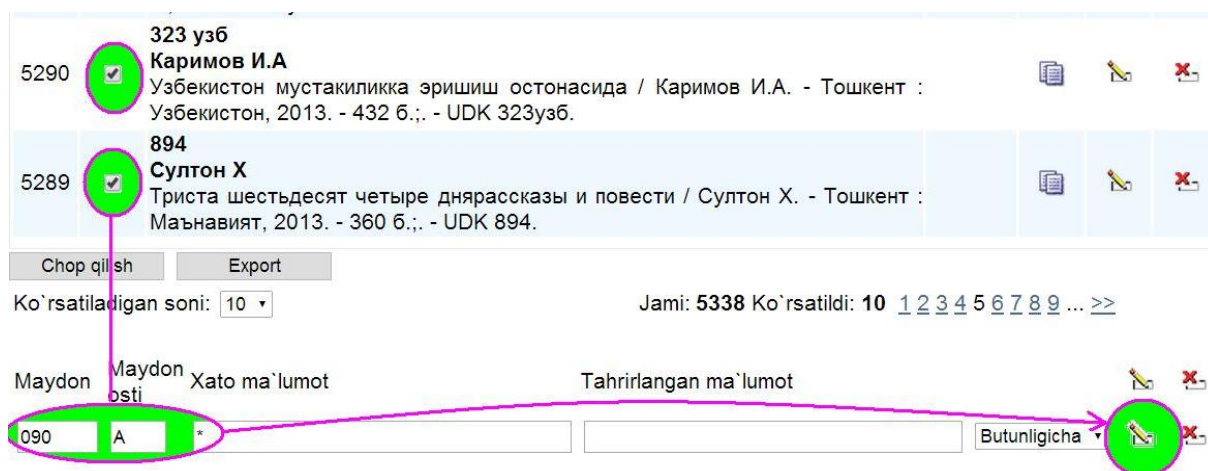 323 узб
Каримов И.А
5290
Узбекистон мустакиликка эришиш остонасида / Каримов И.А. - Тошкент :
Узбекистон, 2013. - 432 б.;. - UDK 323узб.
894
Султон Х
5289
Триста шестьдесят четыре днярассказы и повести / Султон Х. - Тошкент :
Маънавият, 2013. - 360 б.;. - UDK 894.
Chop qilish Export
Ko`rsatiladigan soni: 10 Jami: 5338 Ko`rsatildi: 10 1 2 3 4 5 6 7 8 9 ... >>
Maydon Maydon osti Xato ma`lumot Tahrirlangan ma`lumot
090 A * Butunligicha